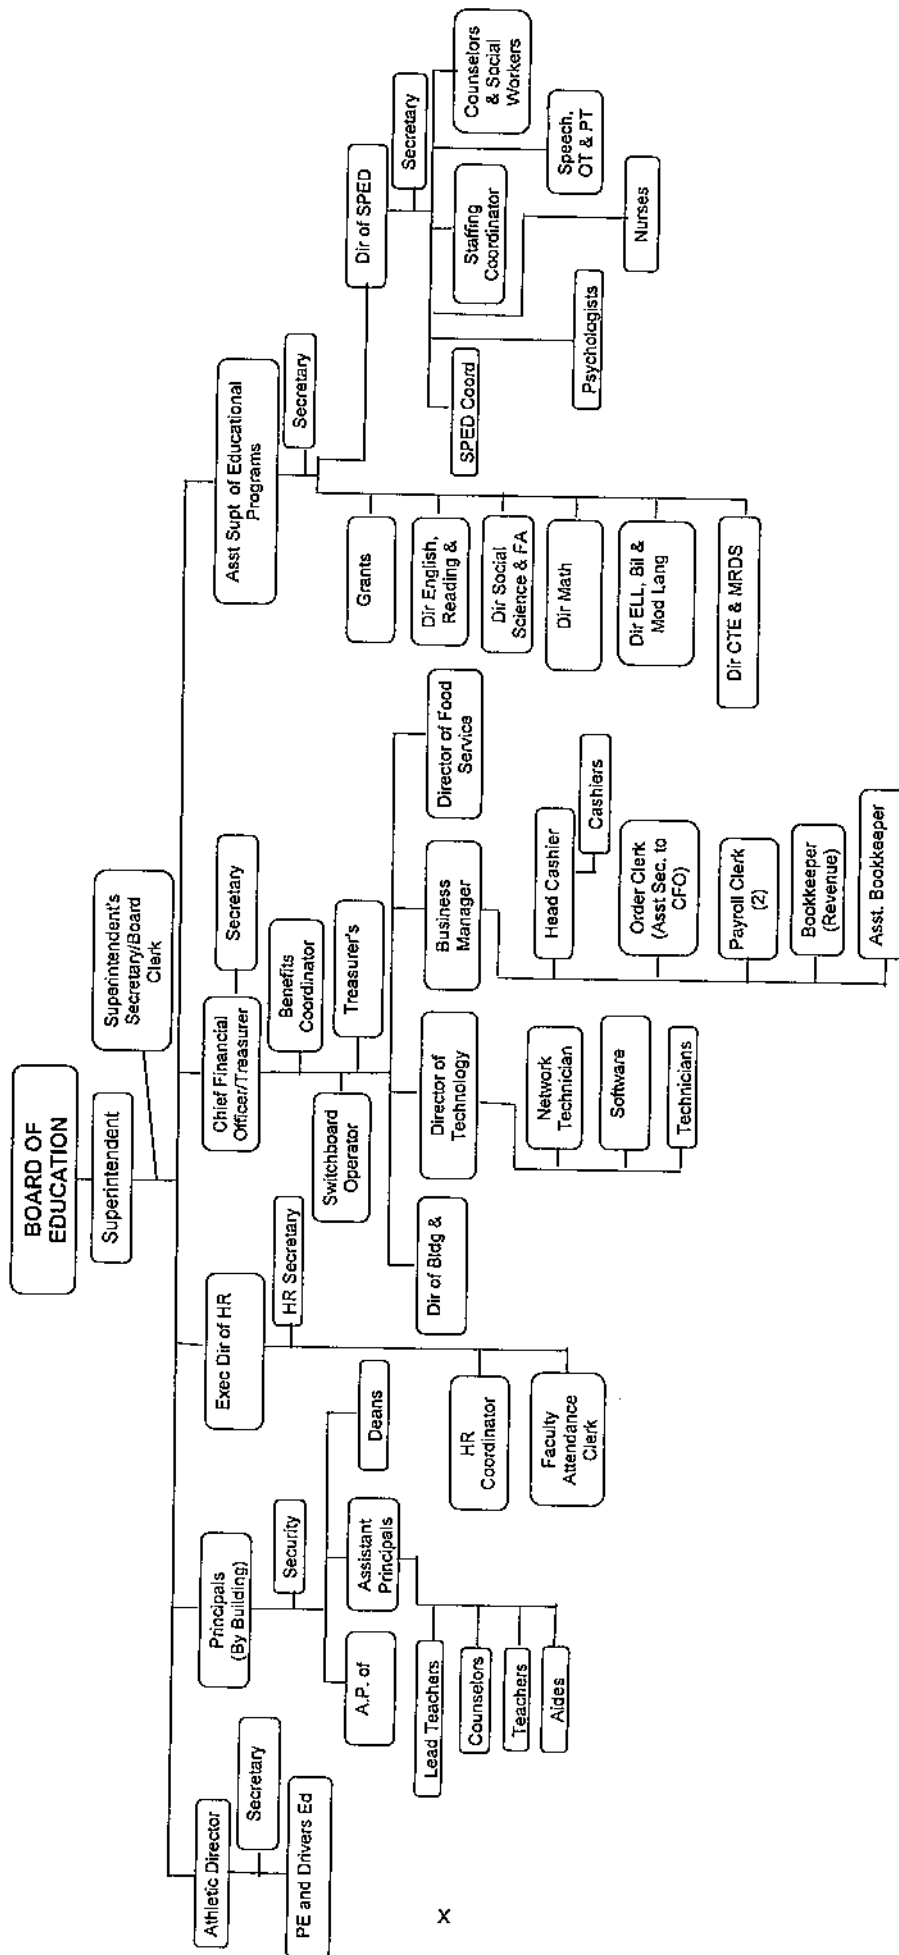 BOARD OF
EDUCATION
Superintendent
Superintendent's
Secretary/Board
Clerk
Athletic Director
Secretary
PE and Drivers Ed
Principals
(By Building)
Security
A.P. of
Assistant
Principals
Deans
Lead Teachers
Counselors
Teachers
Aides
Exec Dir of HR
HR Secretary
HR
Coordinator
Faculty
Attendance
Clerk
Chief Financial
Officer/Treasurer
Secretary
Benefits
Coordinator
Switchboard
Operator
Treasurer's
Dir of Bldg &
Director of
Technology
Network
Technician
Software
Technicians
Business
Manager
Head Cashier
Cashiers
Order Clerk
(Asst Sec. to
CFO)
Payroll Clerk
(2)
Bookkeeper
(Revenue)
Asst. Bookkeeper
Director of Food
Service
Asst Supt of Educational
Programs
Secretary
Grants
Dir English,
Reading &
Dir Social
Science & FA
Dir Math
Dir ELL, Bil &
Mod Lang
Dir CTE & MRDS
Dir of SPED
Secretary
SPED Coord
Psychologists
Staffing
Coordinator
Nurses
Speech,
OT & PT
Counselors
& Social
Workers
x